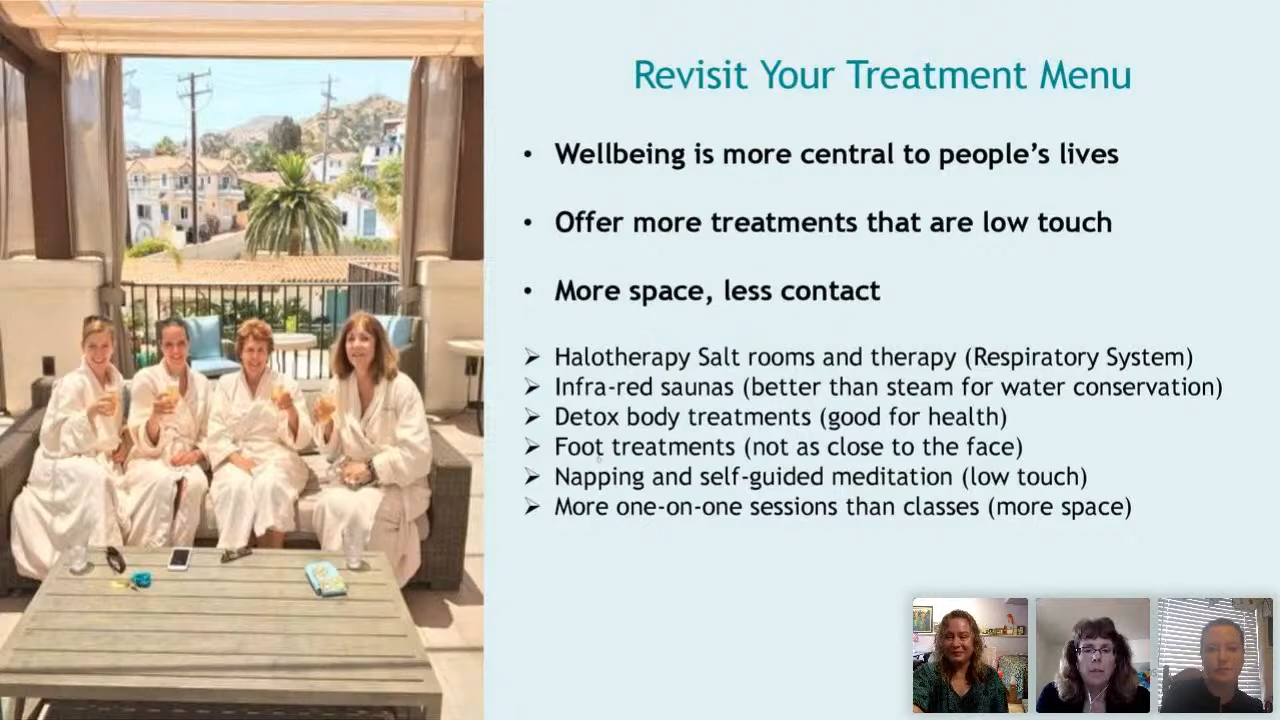 Revisit Your Treatment Menu
• Wellbeing is more central to people’s lives
• Offer more treatments that are low touch
• More space, less contact
➢ Halotherapy Salt rooms and therapy (Respiratory System)
➢ Infra-red saunas (better than steam for water conservation)
➢ Detox body treatments (good for health)
➢ Foot treatments (not as close to the face)
➢ Napping and self-guided meditation (low touch)
➢ More one-on-one sessions than classes (more space)